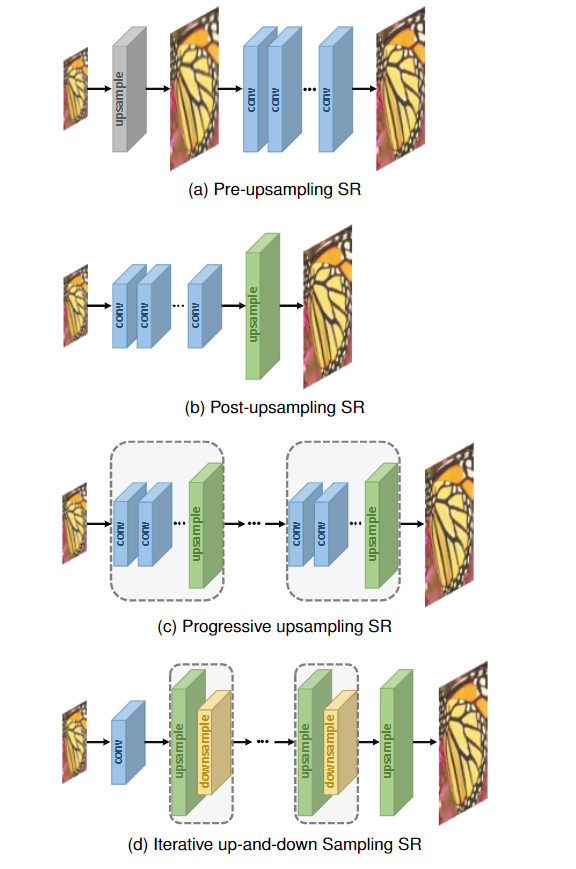 upsample
conv
conv
...
conv
(a) Pre-upsampling SR
conv
conv
...
conv
upsample
(b) Post-upsampling SR
conv
conv
...
upsample
...
conv
conv
...
upsample
(c) Progressive upsampling SR
conv
upsample
downsample
...
upsample
downsample
upsample
(d) Iterative up-and-down Sampling SR